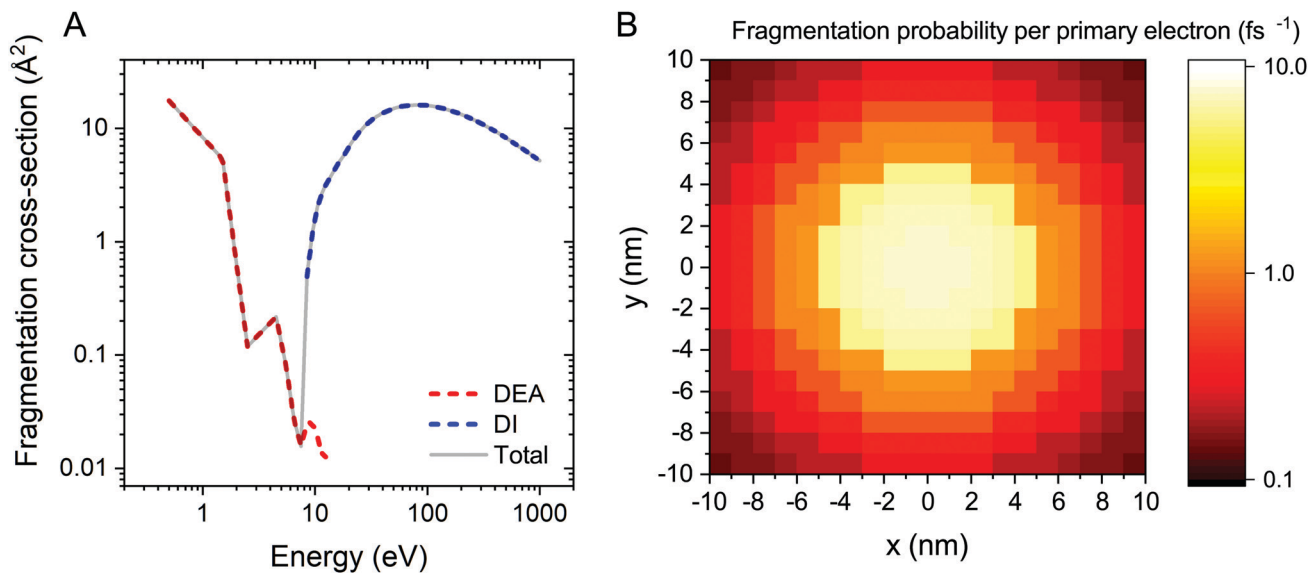 A
Fragmentation cross-section (Å²)
10
1
0.1
0.01
1
10
100
1000
Energy (eV)
DEA
DI
Total
B
Fragmentation probability per primary electron (fs ⁻¹)
y (nm)
10
8
6
4
2
0
-2
-4
-6
-8
-10
-10 -8 -6 -4 -2 0 2 4 6 8 10
x (nm)
10.0
1.0
0.1